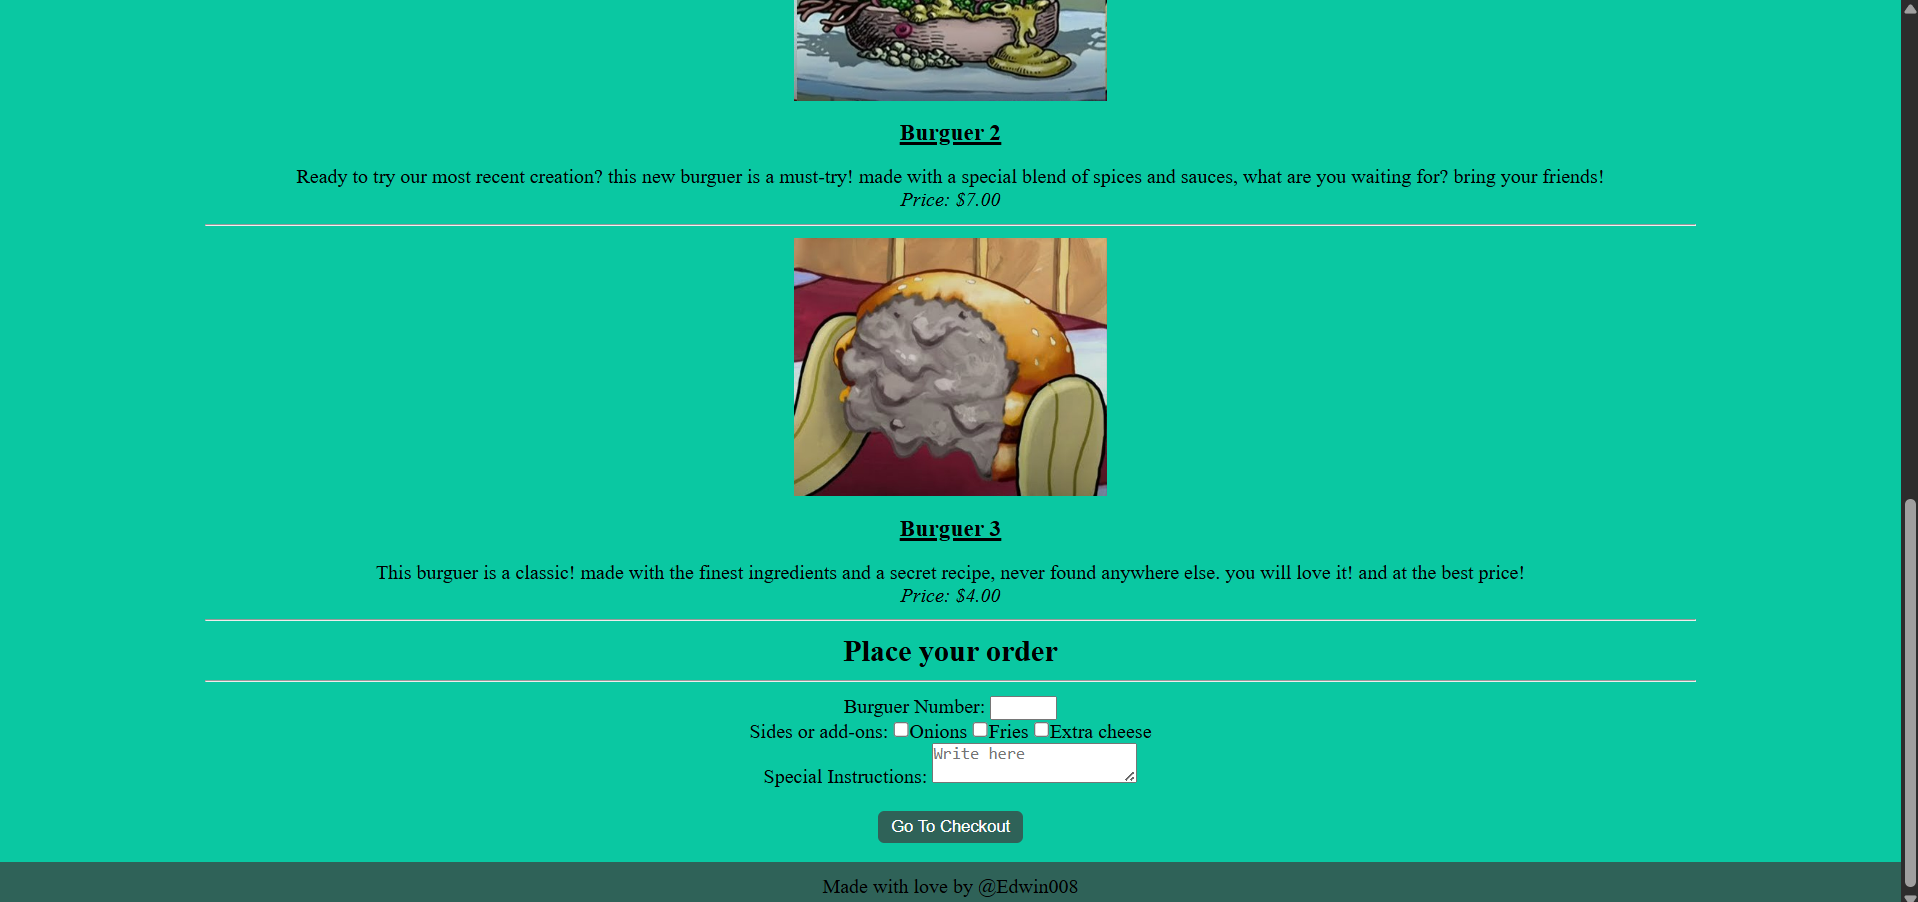 Burguer 2
Ready to try our most recent creation? this new burguer is a must-try! made with a special blend of spices and sauces, what are you waiting for? bring your friends!
Price: $7.00
Burguer 3
This burguer is a classic! made with the finest ingredients and a secret recipe, never found anywhere else. you will love it! and at the best price!
Price: $4.00
Place your order
Burguer Number:
Sides or add-ons: Onions Fries Extra cheese
Special Instructions: Write here
Go To Checkout
Made with love by @Edwin008